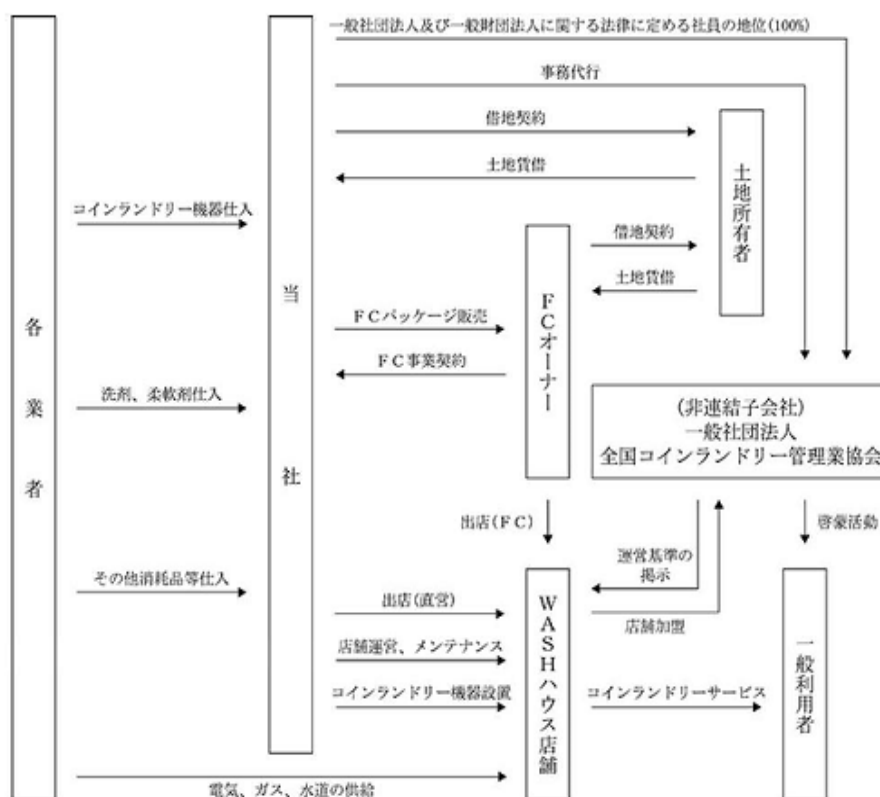 一般社団法人及び一般財団法人に関する法律に定める社員の地位(100%)
事務代行
借地契約
土地賃借
コインランドリー機器仕入
借地契約
土地賃借
土地所有者
各業者
当社
FCパッケージ販売
FC事業契約
FCオーナー
洗剤、柔軟剤仕入
(非連結子会社)
一般社団法人
全国コインランドリー管理業協会
出店(FC)
啓蒙活動
運営基準の
掲示
その他消耗品等仕入
出店(直営)
店舗加盟
店舗運営、メンテナンス
コインランドリー機器設置
WASHハウス店舗
コインランドリーサービス
一般利用者
電気、ガス、水道の供給